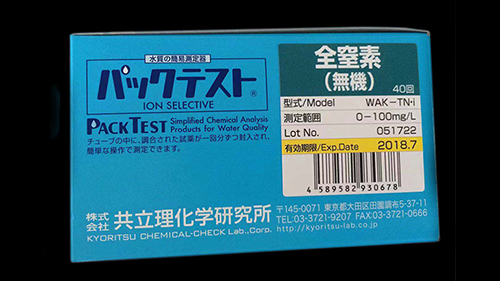 水質の簡易測定器
パックテスト®
ION SELECTIVE
PACKTEST Simplified Chemical Analysis
Products for Water Quality
チューブの中に、調合された試薬が一回分ずつ封入され、
簡単な操作で測定できます。
全窒素
(無機)
40回
型式/Model WAK-TN・i
測定範囲 0-100mg/L
Lot No. 051722
有効期限/Exp.Date 2018.7
4 589582 930678
株式会社 共立理化学研究所
KYORITSU CHEMICAL-CHECK Lab.,Corp.
〒145-0071 東京都大田区田園調布5-37-11
TEL:03-3721-9207 FAX:03-3721-0666
http://kyoritsu-lab.co.jp